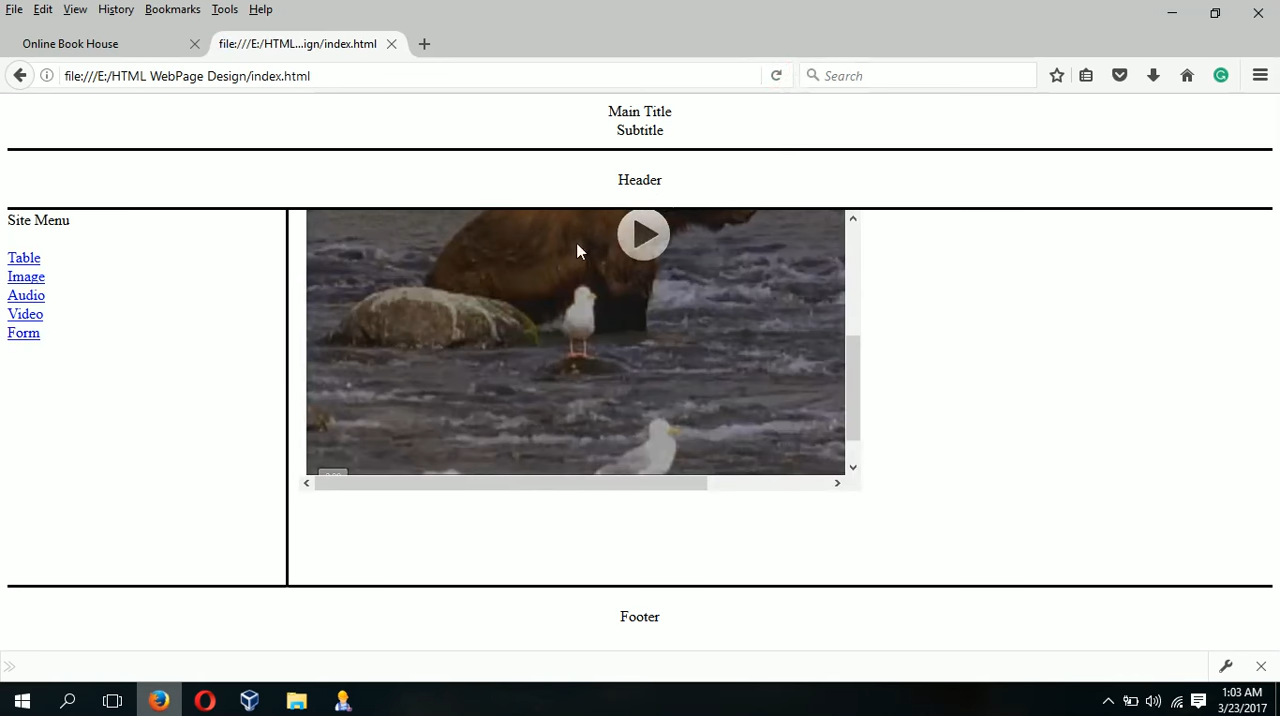 File Edit View History Bookmarks Tools Help
Online Book House
file:///E:/HTML...ign/index.html
file:///E:/HTML WebPage Design/index.html
Search
Main Title
Subtitle
Header
Site Menu
Table
Image
Audio
Video
Form
Footer
1:03 AM
3/23/2017